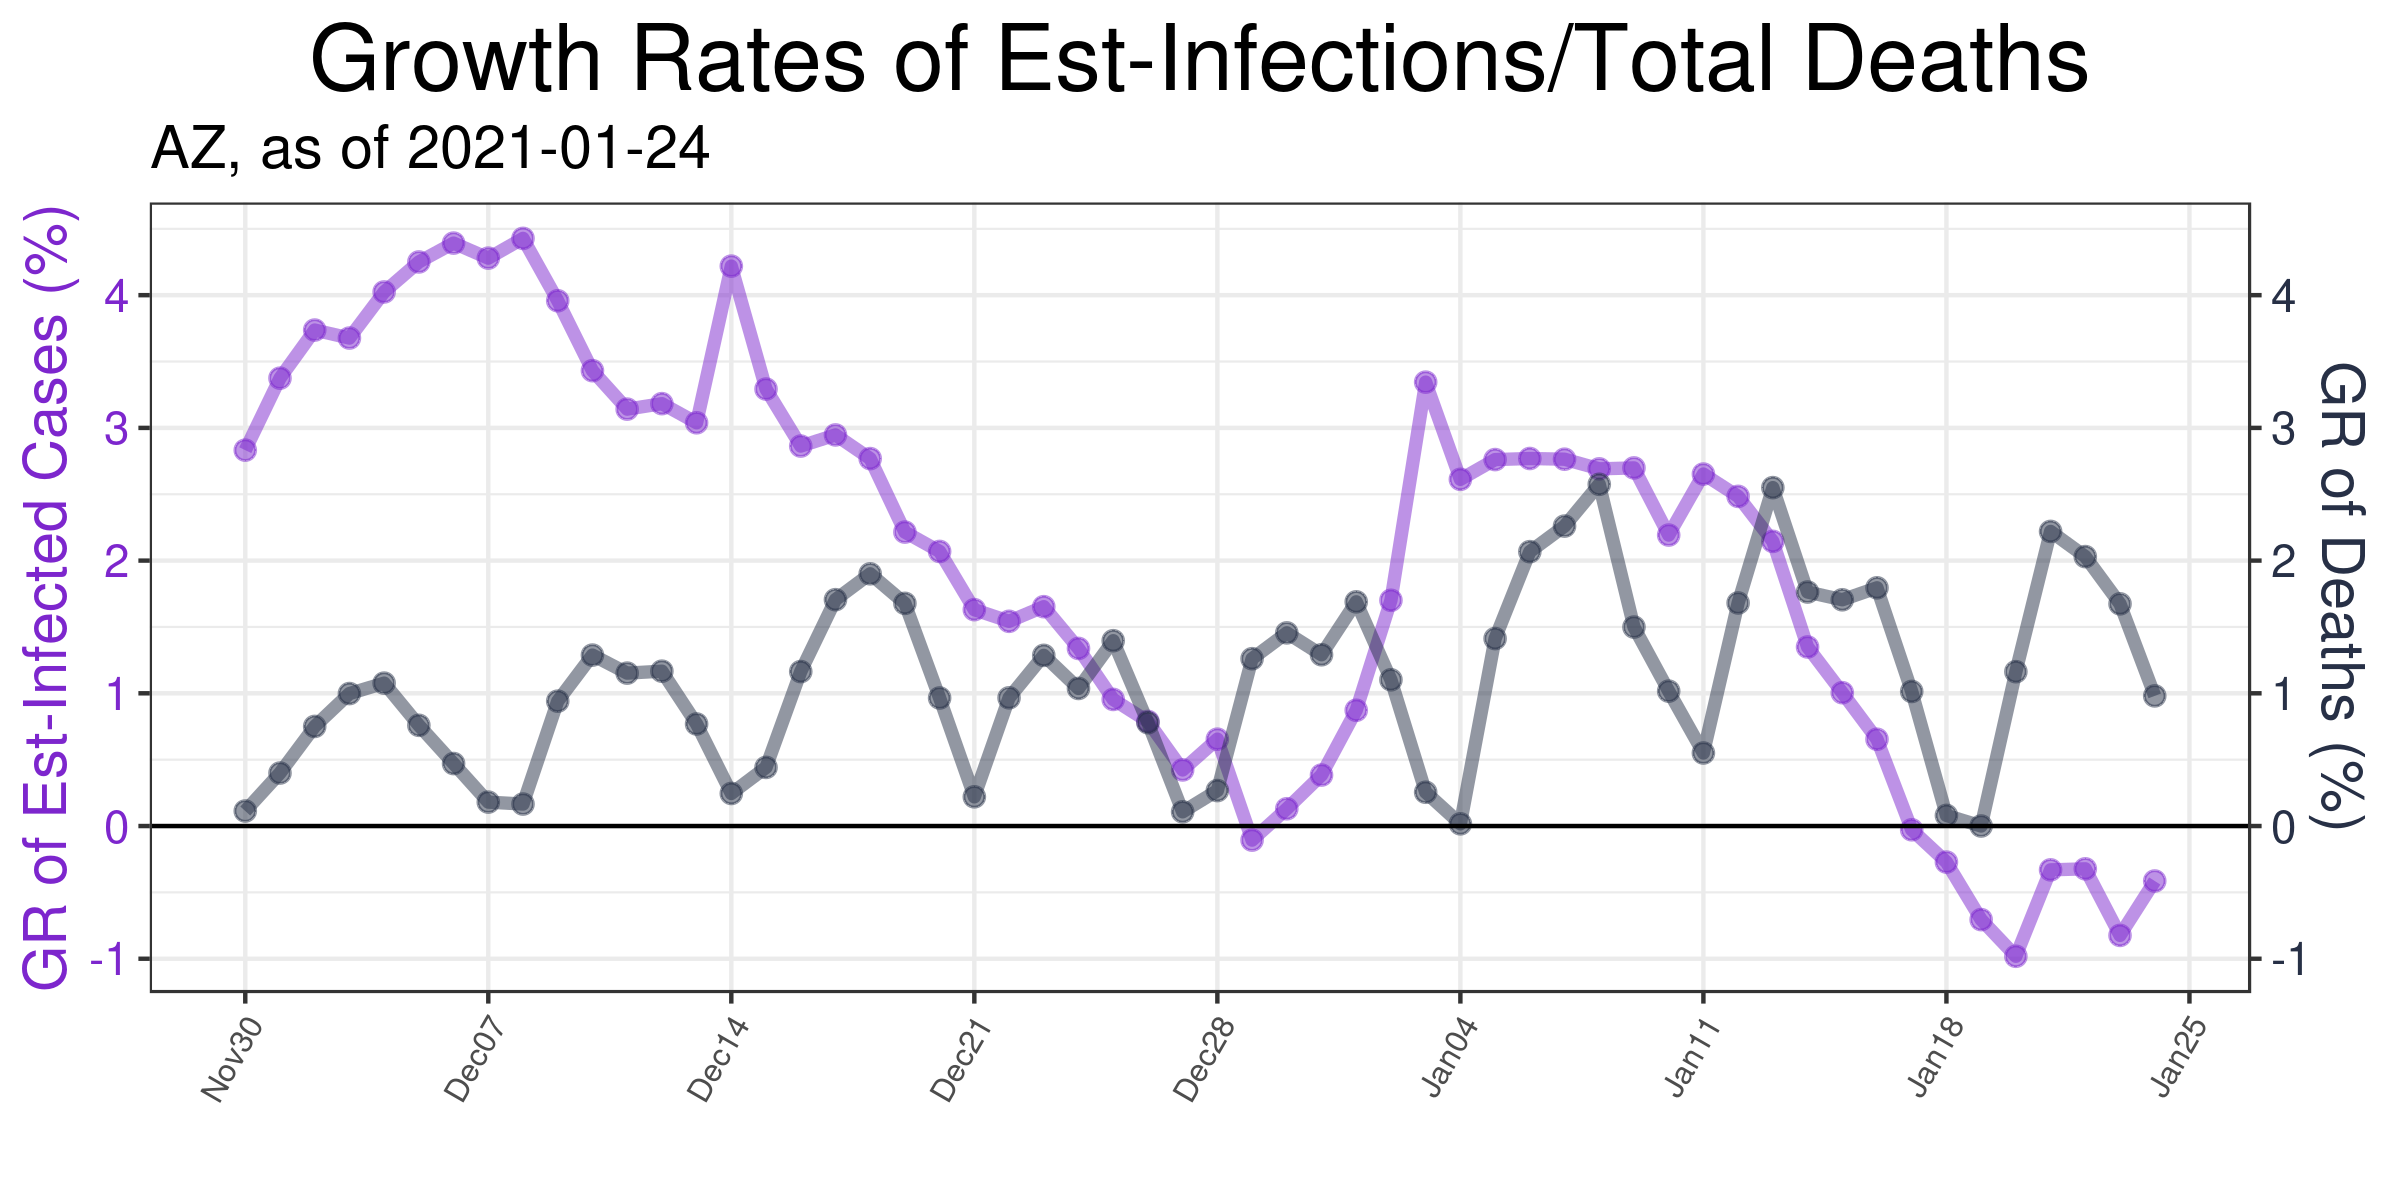 Growth Rates of Est-Infections/Total Deaths
AZ, as of 2021-01-24
GR of Est-Infected Cases (%)
4
3
2
1
0
-1
4
3
2
1
0
-1
GR of Deaths (%)
Nov30
Dec07
Dec14
Dec21
Dec28
Jan04
Jan11
Jan18
Jan25